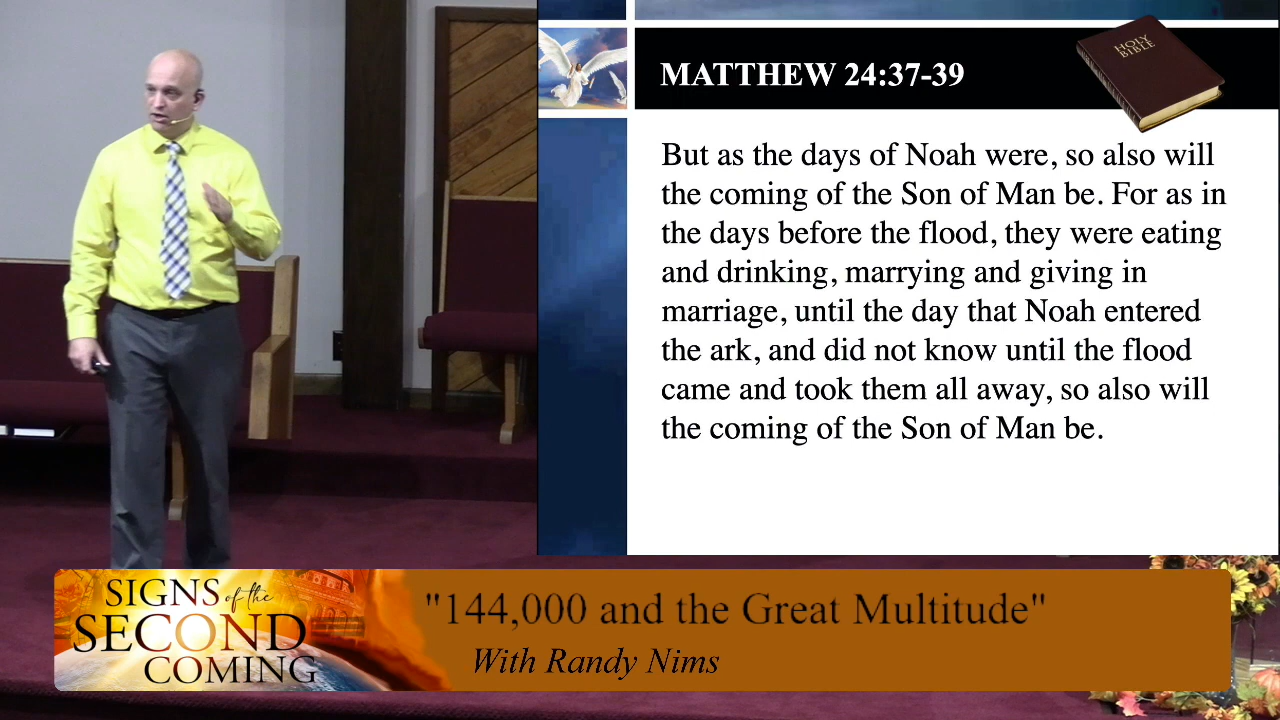 HOLY
BIBLE
MATTHEW 24:37-39
But as the days of Noah were, so also will
the coming of the Son of Man be. For as in
the days before the flood, they were eating
and drinking, marrying and giving in
marriage, until the day that Noah entered
the ark, and did not know until the flood
came and took them all away, so also will
the coming of the Son of Man be.
SIGNS of the
SECOND
COMING
"144,000 and the Great Multitude"
With Randy Nims